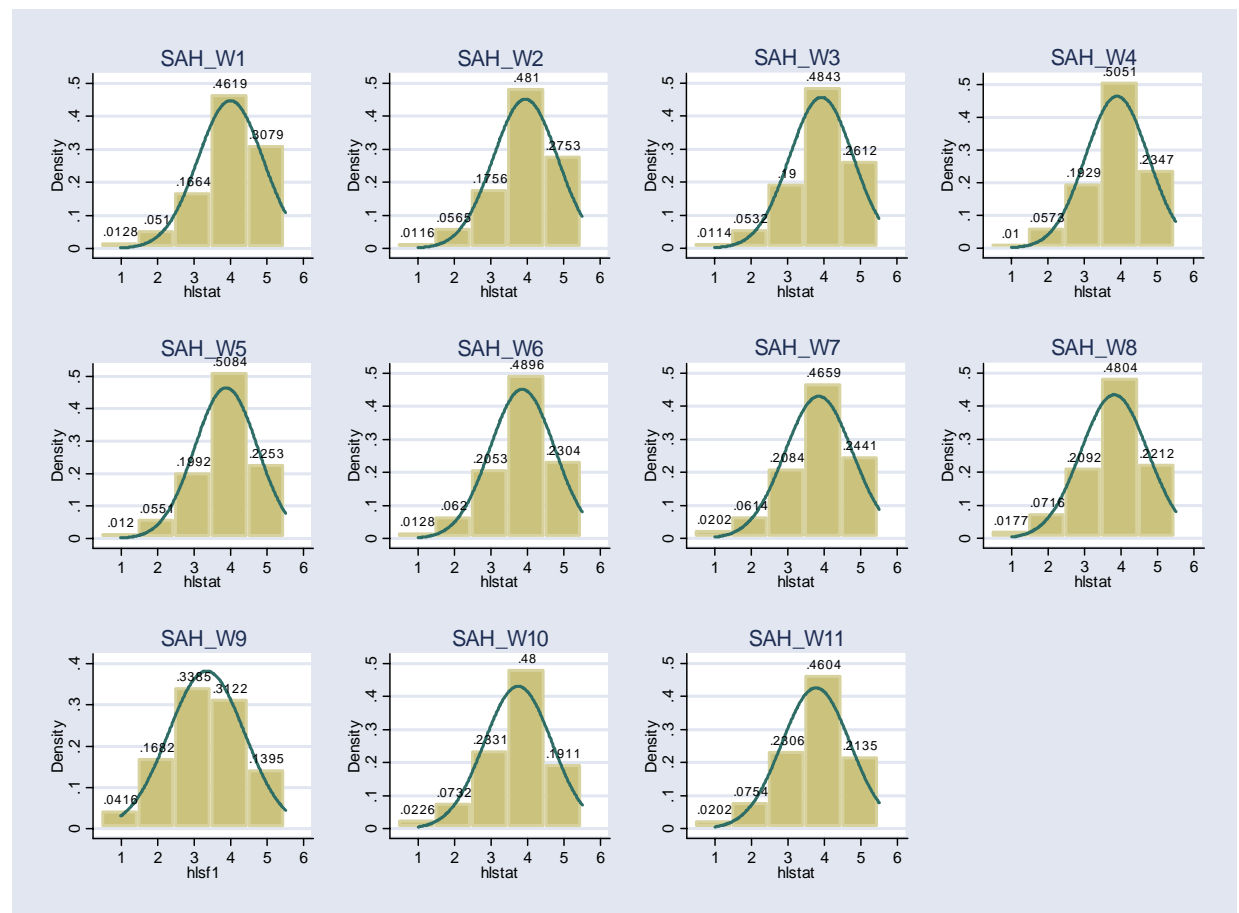 SAH_W1
Density
0 .1 .2 .3 .4 .5
.0128 .051 .1664 .4619 .3079
1 2 3 4 5 6
hlstat
SAH_W2
Density
0 .1 .2 .3 .4 .5
.0116 .0565 .1756 .481 .2753
1 2 3 4 5 6
hlstat
SAH_W3
Density
0 .1 .2 .3 .4 .5
.0114 .0532 .19 .4843 .2612
1 2 3 4 5 6
hlstat
SAH_W4
Density
0 .1 .2 .3 .4 .5
.01 .0573 .1929 .5051 .2347
1 2 3 4 5 6
hlstat
SAH_W5
Density
0 .1 .2 .3 .4 .5
.012 .0551 .1992 .5084 .2253
1 2 3 4 5 6
hlstat
SAH_W6
Density
0 .1 .2 .3 .4 .5
.0128 .062 .2053 .4896 .2304
1 2 3 4 5 6
hlstat
SAH_W7
Density
0 .1 .2 .3 .4 .5
.0202 .0614 .2084 .4659 .2441
1 2 3 4 5 6
hlstat
SAH_W8
Density
0 .1 .2 .3 .4 .5
.0177 .0716 .2092 .4804 .2212
1 2 3 4 5 6
hlstat
SAH_W9
Density
0 .1 .2 .3 .4
.0416 .1682 .3385 .3122 .1395
1 2 3 4 5 6
hlsf1
SAH_W10
Density
0 .1 .2 .3 .4 .5
.0226 .0732 .2331 .48 .1911
1 2 3 4 5 6
hlstat
SAH_W11
Density
0 .1 .2 .3 .4 .5
.0202 .0754 .2306 .4604 .2135
1 2 3 4 5 6
hlstat